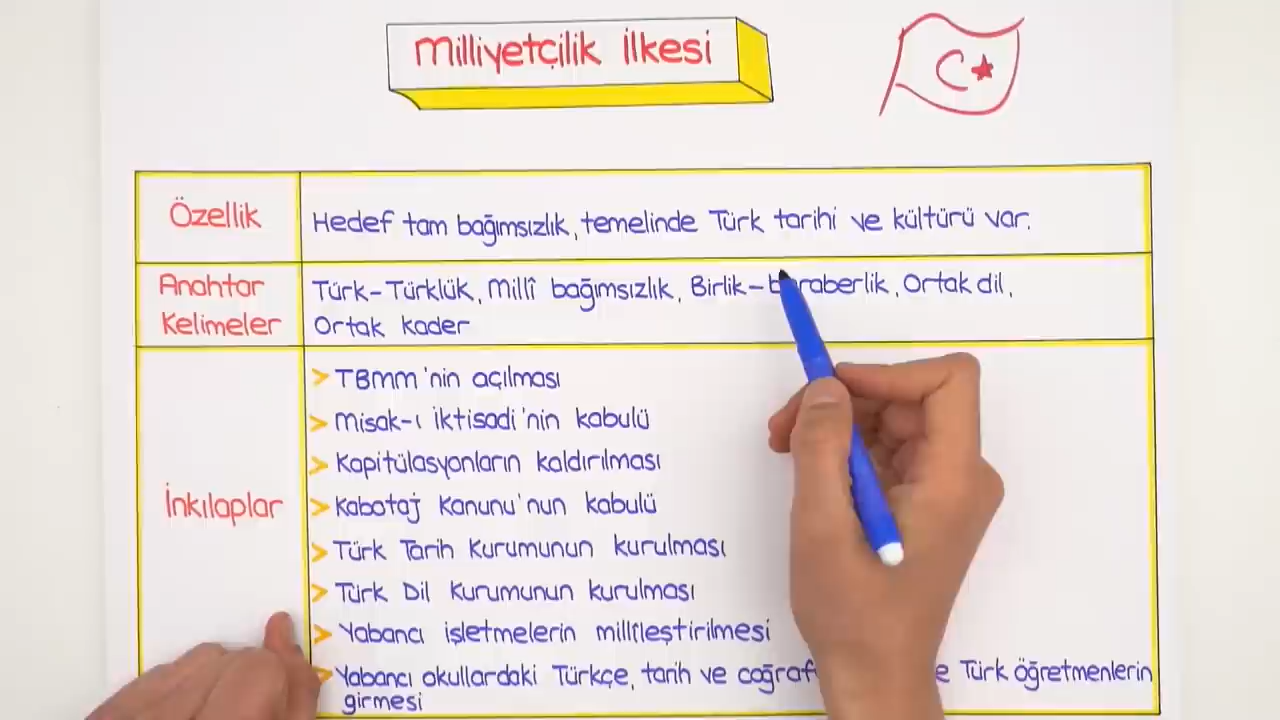 Milliyetçilik İlkesi
Özellik
Hedef tam bağımsızlık, temelinde Türk tarihi ve kültürü var.
Anahtar
Kelimeler
Türk-Türklük, Millî bağımsızlık, Birlik-beraberlik, Ortak dil,
Ortak kader
İnkılaplar
> TBMM'nin açılması
> Misak-ı İktisadi'nin kabulü
> Kapitülasyonların kaldırılması
> Kabotaj Kanunu'nun kabulü
> Türk Tarih Kurumunun kurulması
> Türk Dil Kurumunun kurulması
> Yabancı işletmelerin millîleştirilmesi
> Yabancı okullardaki Türkçe, tarih ve Türk öğretmenlerin
girmesi